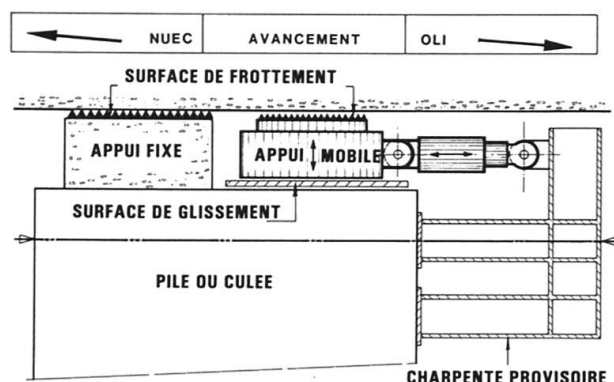 NUEC AVANCEMENT OLI
SURFACE DE FROTTEMENT
APPUI FIXE
APPUI MOBILE
SURFACE DE GLISSEMENT
PILE OU CULEE
CHARPENTE PROVISOIRE